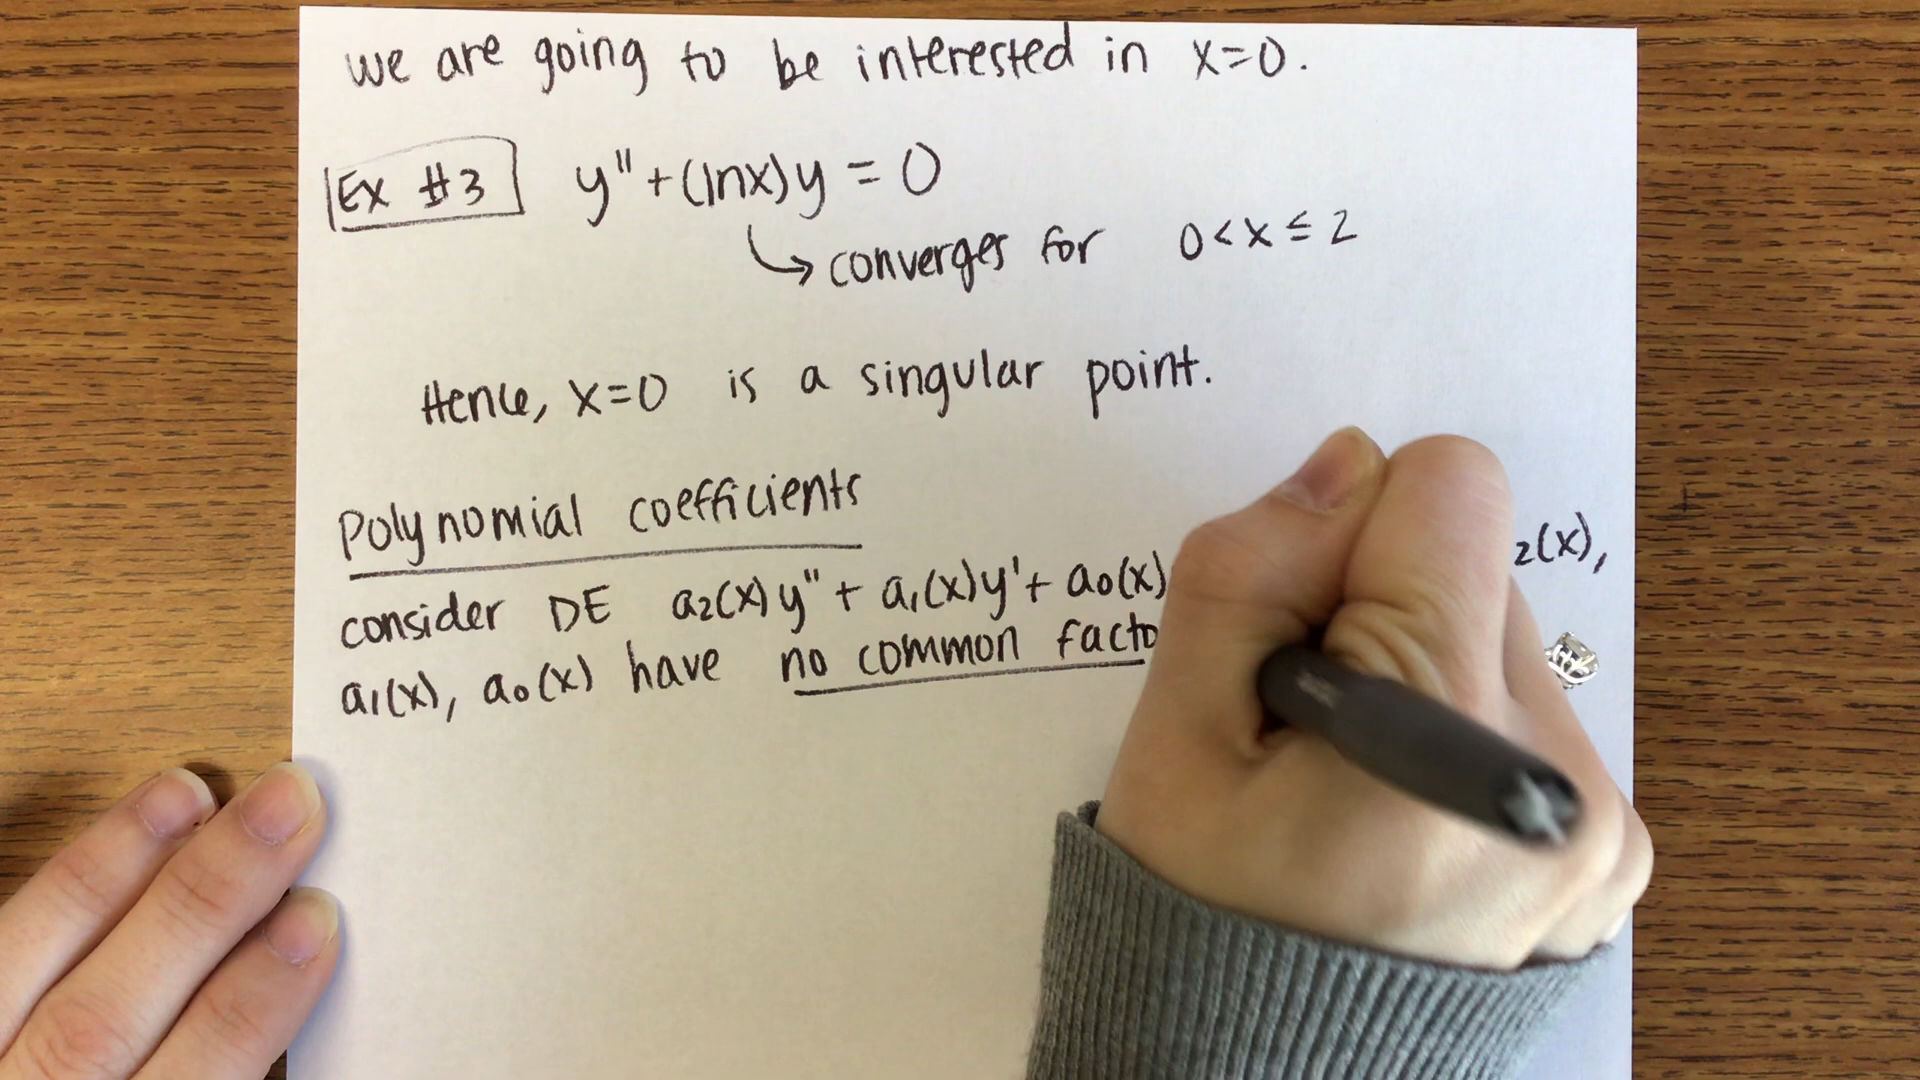 we are going to be interested in x=0.
Ex #3 y"+(lnx)y = 0
↳ converges for 0<x≤2
Hence, x=0 is a singular point.
Polynomial coefficients
consider DE a₂(x)y"+ a₁(x)y'+ a₀(x) ₂(x),
a₁(x), a₀(x) have no common